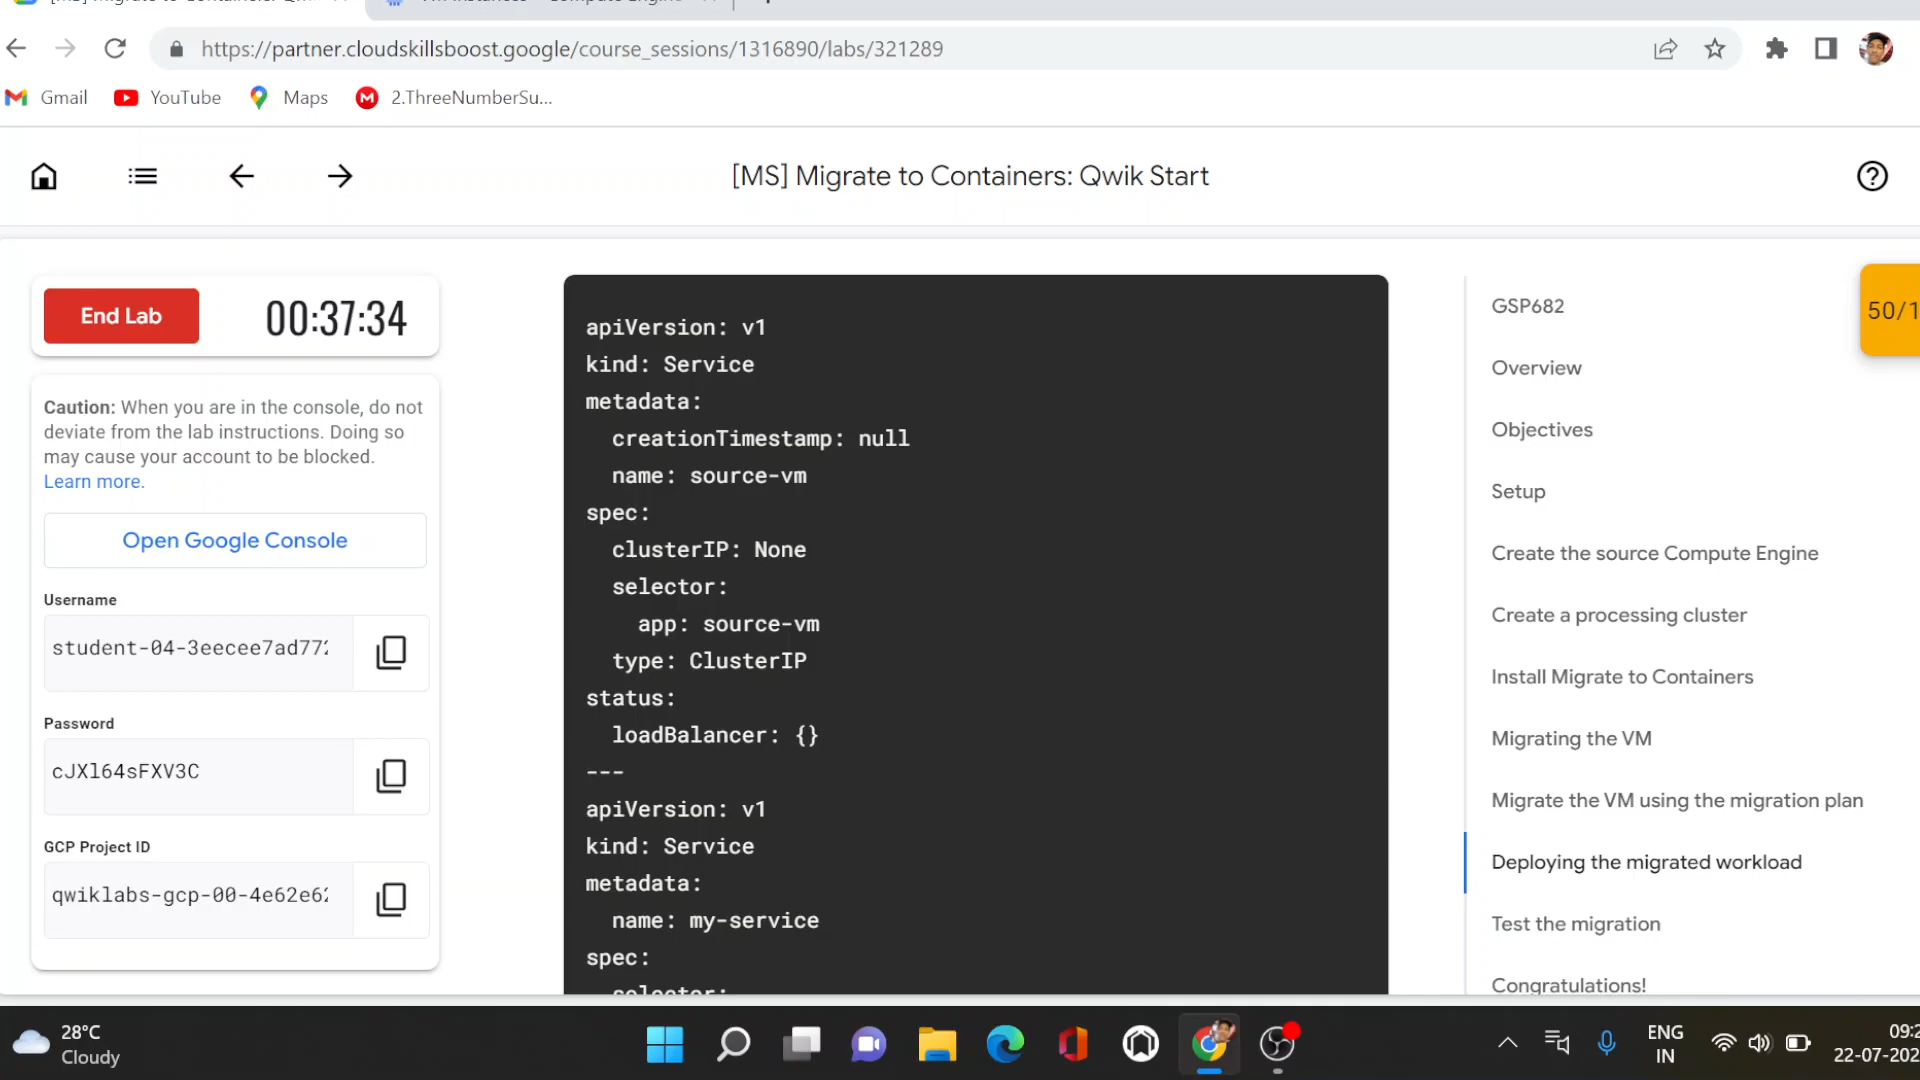 https://partner.cloudskillsboost.google/course_sessions/1316890/labs/321289
Gmail
YouTube
Maps
2.ThreeNumberSu...
[MS] Migrate to Containers: Qwik Start
End Lab
00:37:34
Caution: When you are in the console, do not
deviate from the lab instructions. Doing so
may cause your account to be blocked.
Learn more.
Open Google Console
Username
student-04-3eecee7ad772
Password
cJXl64sFXV3C
GCP Project ID
qwiklabs-gcp-00-4e62e62
apiVersion: v1
kind: Service
metadata:
  creationTimestamp: null
  name: source-vm
spec:
  clusterIP: None
  selector:
    app: source-vm
  type: ClusterIP
status:
  loadBalancer: {}
---
apiVersion: v1
kind: Service
metadata:
  name: my-service
spec:
  selector:
GSP682
Overview
Objectives
Setup
Create the source Compute Engine
Create a processing cluster
Install Migrate to Containers
Migrating the VM
Migrate the VM using the migration plan
Deploying the migrated workload
Test the migration
Congratulations!
50/1
28°C
Cloudy
ENG
IN
09:2
22-07-202